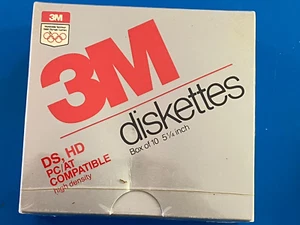 3M
3M
diskettes
Box of 10 5¼ inch
DS, HD
PC/AT
COMPATIBLE
high density